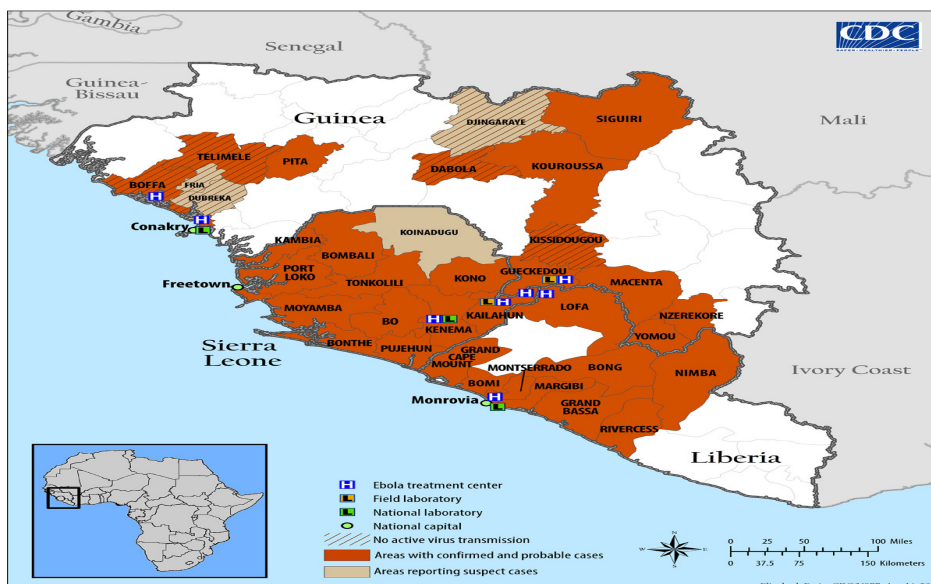 Gambia
Senegal
CDC
SAFER • HEALTHIER • PEOPLE
Guinea-
Bissau
Guinea
Mali
DJINGARAYE
SIGUIRI
TELIMELE
PITA
DABOLA
KOUROUSSA
BOFFA
FRIA
DUBREKA
H
H
Conakry
L
KOINADUGU
KISSIDOUGOU
KAMBIA
BOMBALI
GUECKEDOU
PORT
LOKO
KONO
L H
MACENTA
Freetown
TONKOLILI
H H
L H
NZEREKORE
MOYAMBA
KAILAHUN
LOFA
BO
H L
KENEMA
YOMOU
Sierra
Leone
BONTHE
PUJEHUN
GRAND
CAPE
MOUNT
MONTSERRADO
BONG
NIMBA
Ivory Coast
BOMI
MARGIBI
H
Monrovia
L
GRAND
BASSA
RIVERCESS
Liberia
H Ebola treatment center
L Field laboratory
L National laboratory
National capital
No active virus transmission
Areas with confirmed and probable cases
Areas reporting suspect cases
N
W E
S
0 25 50 100 Miles
0 37.5 75 150 Kilometers